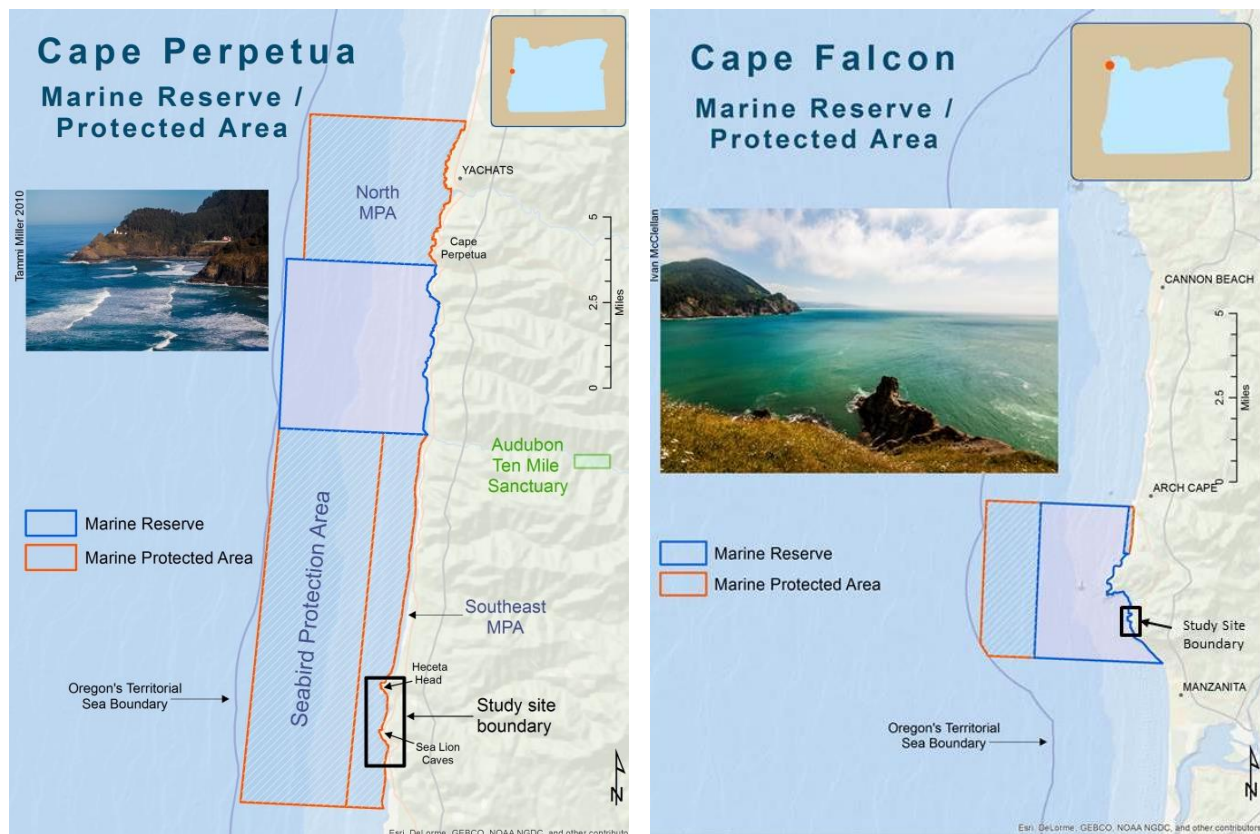 Cape Perpetua
Marine Reserve /
Protected Area
Tammi Miller 2010
North
MPA
YACHATS
Cape
Perpetua
5
2.5
0
Miles
Audubon
Ten Mile
Sanctuary
Marine Reserve
Marine Protected Area
Seabird Protection Area
Southeast
MPA
Heceta
Head
Oregon's Territorial
Sea Boundary
Study site
boundary
Sea Lion
Caves
N
Esri, DeLorme, GEBCO, NOAA NGDC, and other contributo
Cape Falcon
Marine Reserve /
Protected Area
Ivan McClellan
CANNON BEACH
5
2.5
0
Miles
ARCH CAPE
Marine Reserve
Marine Protected Area
Study Site
Boundary
MANZANITA
Oregon's Territorial
Sea Boundary
N
Esri, DeLorme, GEBCO, NOAA NGDC, and other contributo